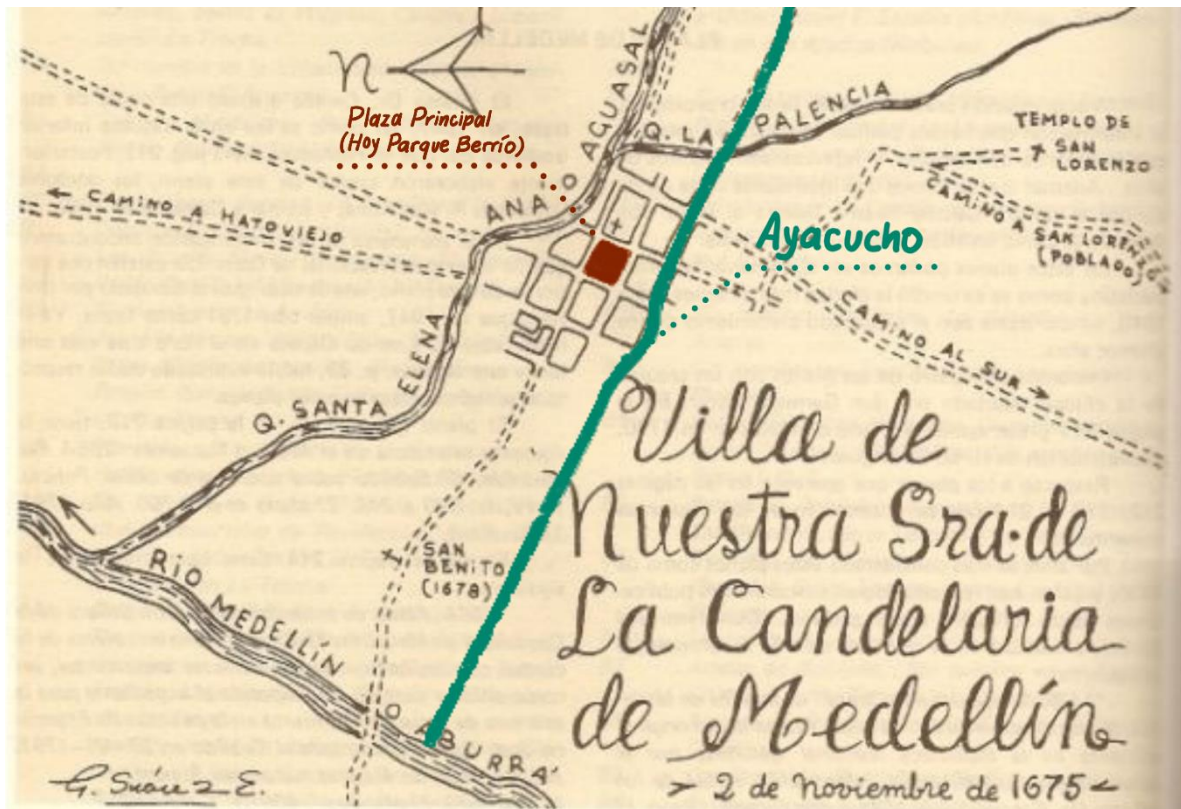 N
Plaza Principal
(Hoy Parque Berrío)
Q. SANTA ELENA O ANA AGUASAL
Q. LA PALENCIA
TEMPLO DE
SAN
LORENZO
CAMINO A SAN LORENZO
(POBLADO)
CAMINO A HATOVIEJO
Ayacucho
CAMINO AL SUR
SAN
BENITO
(1678)
RÍO MEDELLÍN O ABURRÁ
Villa de
Nuestra Sra. de
La Candelaria
de Medellín
2 de noviembre de 1675
G. Suárez E.